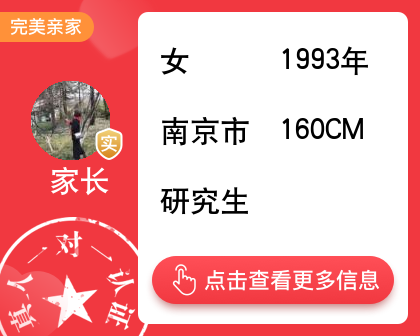 完美亲家
女 1993年
南京市 160CM
实
家长
研究生
点击查看更多信息
真人一对一认证